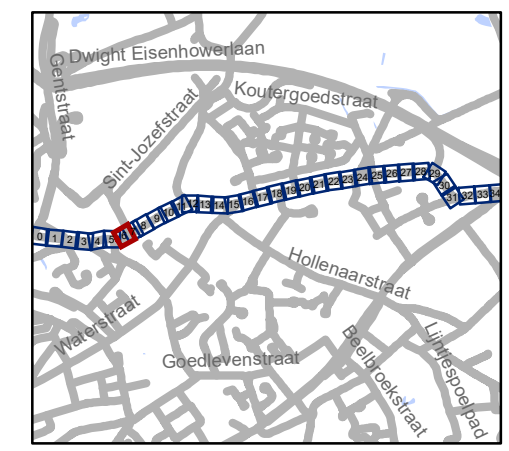 Dwight Eisenhowerlaan
Gentstraat
Koutergoedstraat
Sint-Jozefstraat
0 1 2 3 4 5 6 7 8 9 10 11 12 13 14 15 16 17 18 19 20 21 22 23 24 25 26 27 28 29 30 31 32 33 34
Hollenaarstraat
Waterstraat
Goedlevenstraat
Beelbroekstraat
Lijntjespoelpad